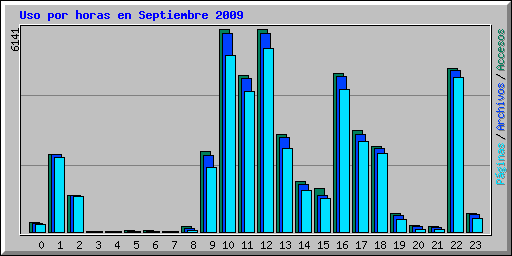 Uso por horas en Septiembre 2009
6141
Páginas / Archivos / Accesos
0 1 2 3 4 5 6 7 8 9 10 11 12 13 14 15 16 17 18 19 20 21 22 23